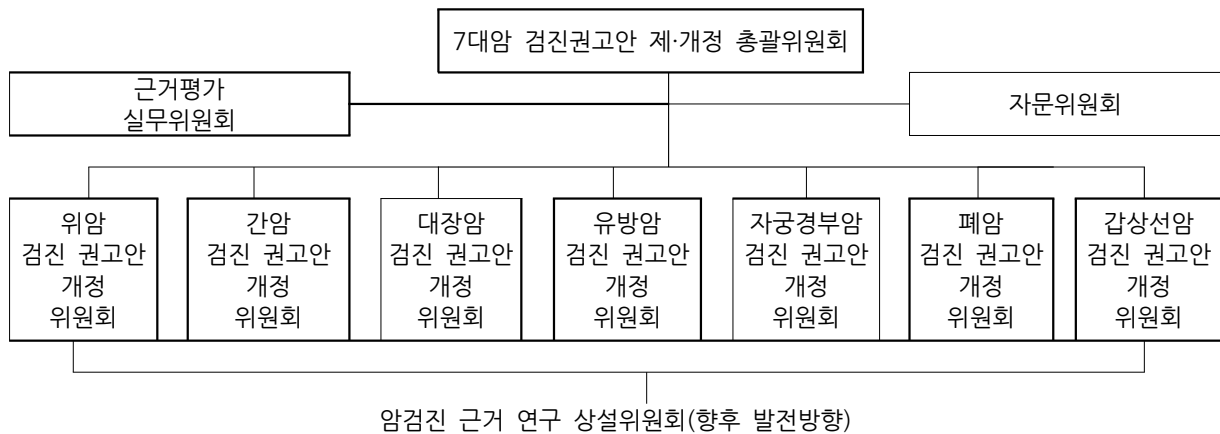 7대암 검진권고안 제·개정 총괄위원회
근거평가
실무위원회
자문위원회
위암
검진 권고안
개정
위원회
간암
검진 권고안
개정
위원회
대장암
검진 권고안
개정
위원회
유방암
검진 권고안
개정
위원회
자궁경부암
검진 권고안
개정
위원회
폐암
검진 권고안
개정
위원회
갑상선암
검진 권고안
개정
위원회
암검진 근거 연구 상설위원회(향후 발전방향)